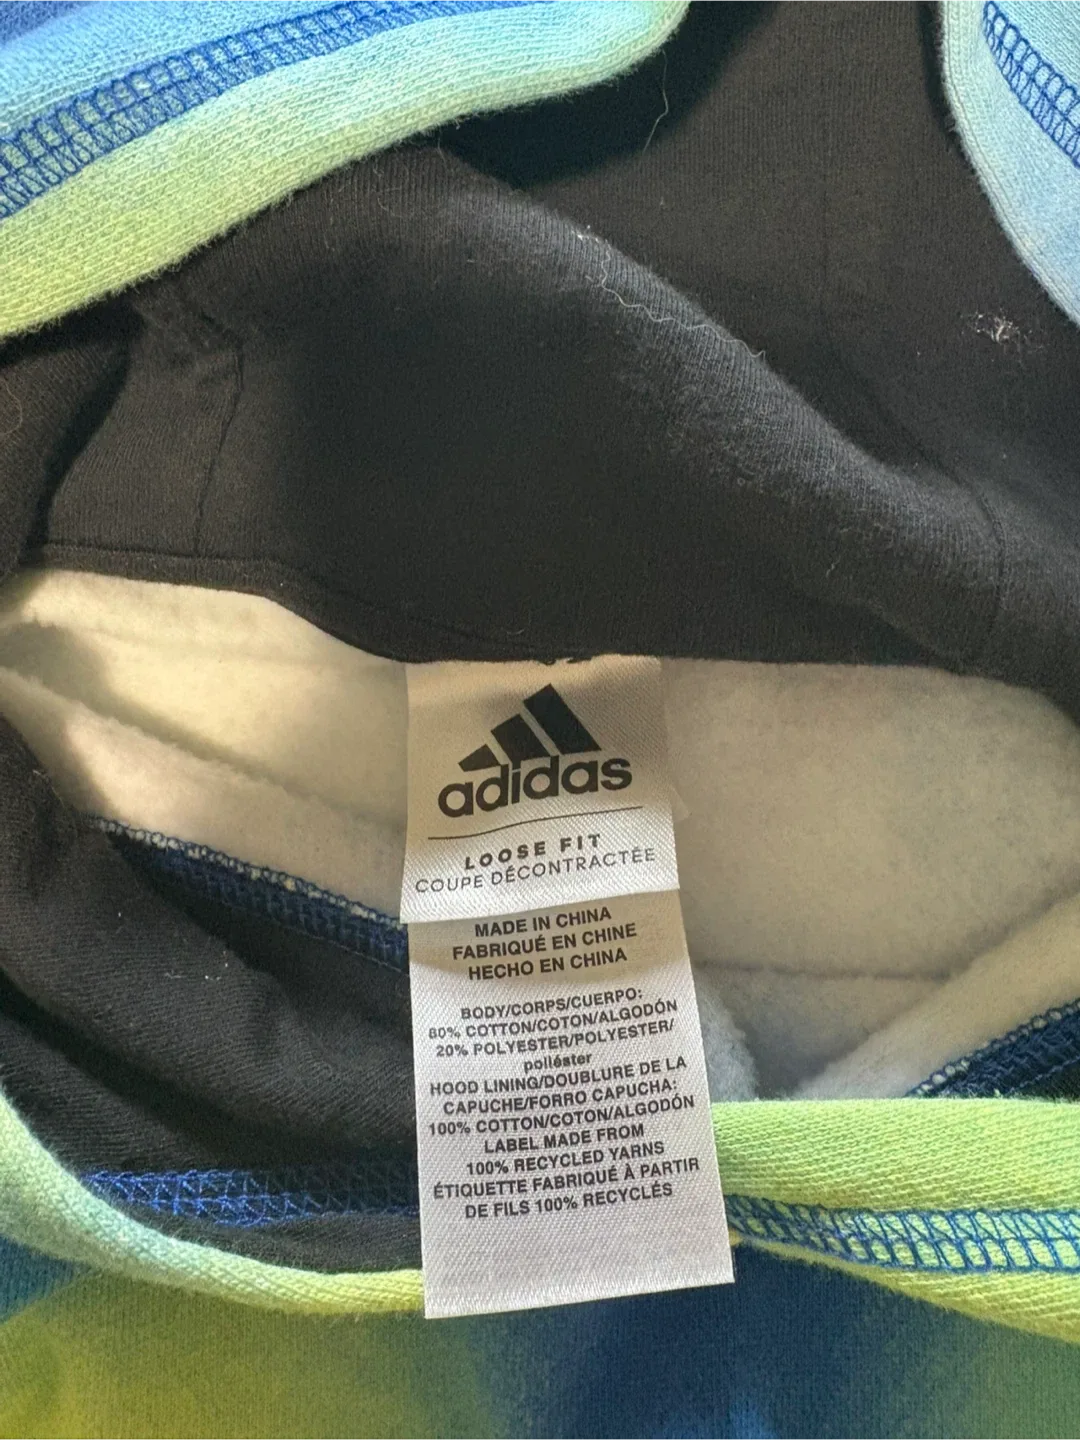 adidas
LOOSE FIT
COUPE DÉCONTRACTÉE
MADE IN CHINA
FABRIQUÉ EN CHINE
HECHO EN CHINA
BODY/CORPS/CUERPO:
80% COTTON/COTON/ALGODÓN
20% POLYESTER/POLYESTER/
poliéster
HOOD LINING/DOUBLURE DE LA
CAPUCHE/FORRO CAPUCHA:
100% COTTON/COTON/ALGODÓN
LABEL MADE FROM
100% RECYCLED YARNS
ÉTIQUETTE FABRIQUÉ À PARTIR
DE FILS 100% RECYCLÉS